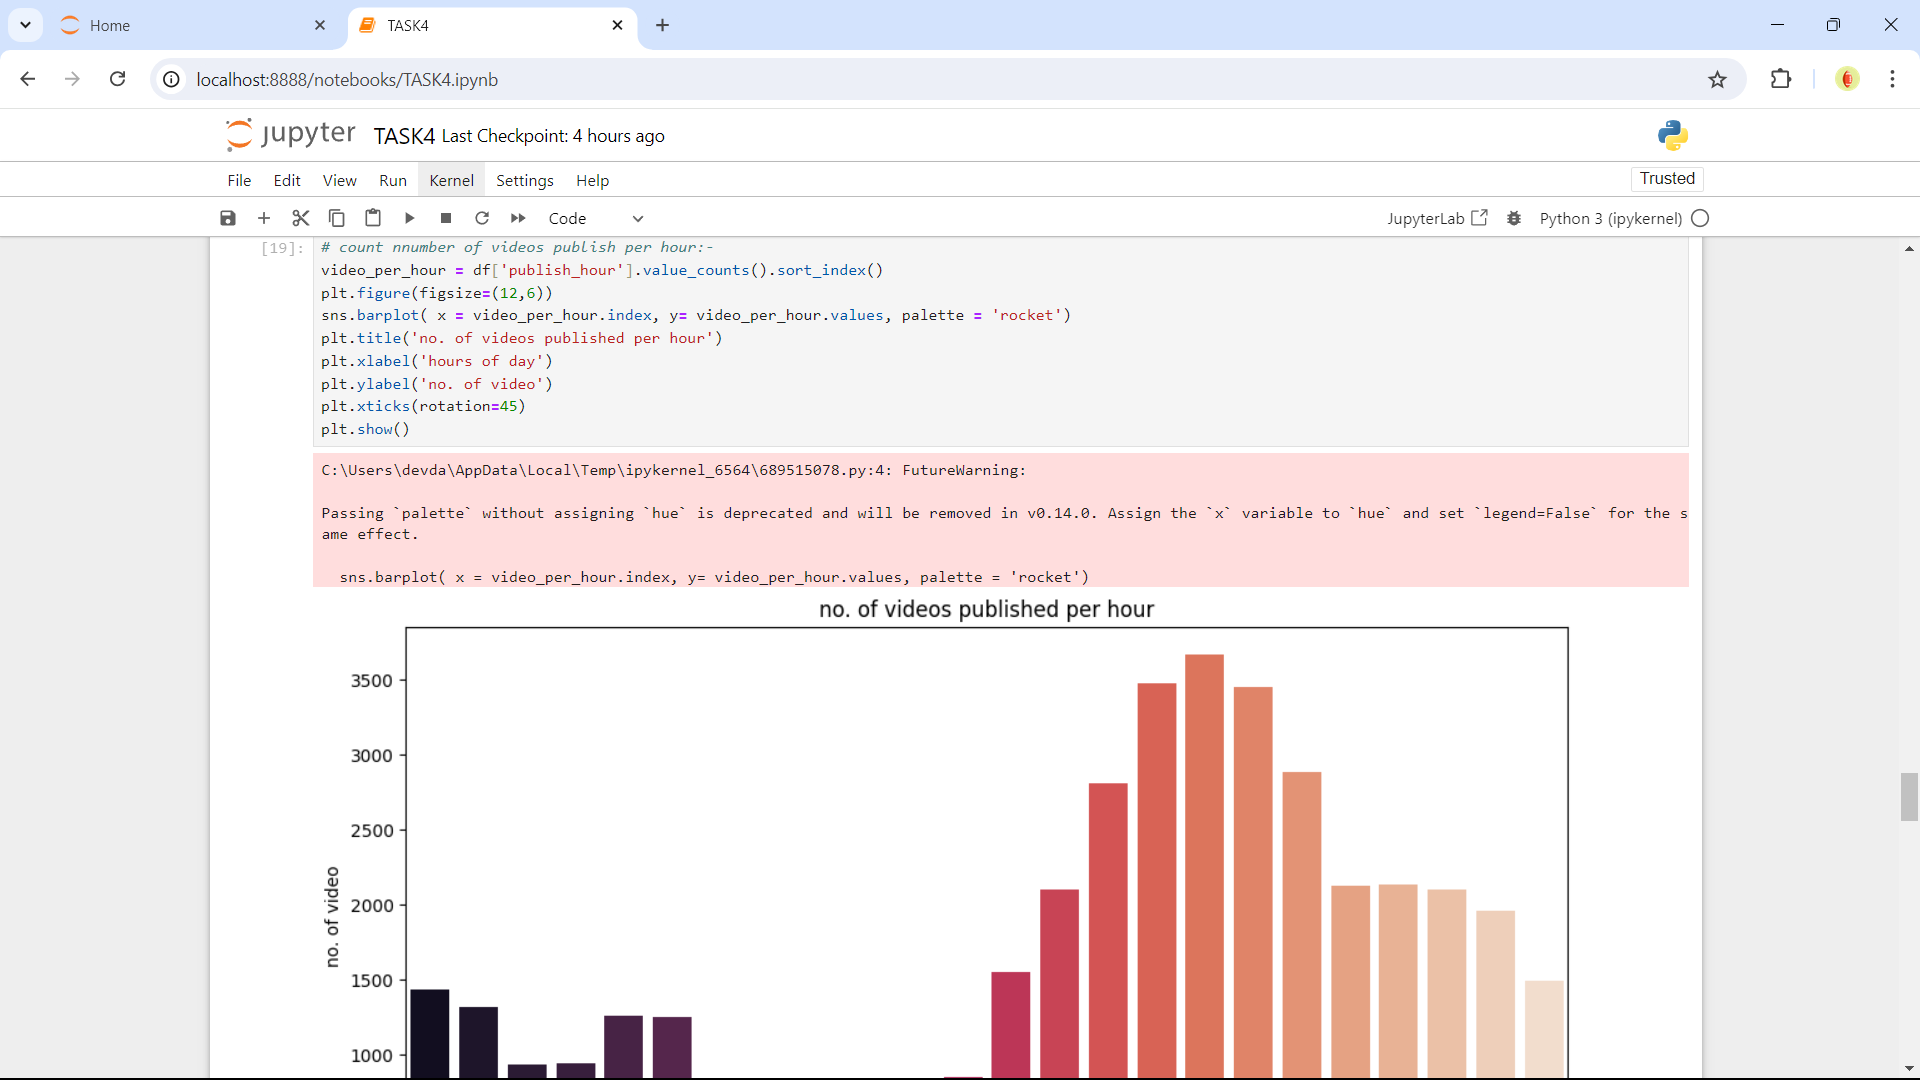 Home
TASK4
localhost:8888/notebooks/TASK4.ipynb
jupyter TASK4 Last Checkpoint: 4 hours ago
File Edit View Run Kernel Settings Help
Trusted
Code
JupyterLab
Python 3 (ipykernel)
[19]:
# count nnumber of videos publish per hour:-
video_per_hour = df['publish_hour'].value_counts().sort_index()
plt.figure(figsize=(12,6))
sns.barplot( x = video_per_hour.index, y= video_per_hour.values, palette = 'rocket')
plt.title('no. of videos published per hour')
plt.xlabel('hours of day')
plt.ylabel('no. of video')
plt.xticks(rotation=45)
plt.show()
C:\Users\devda\AppData\Local\Temp\ipykernel_6564\689515078.py:4: FutureWarning:
Passing `palette` without assigning `hue` is deprecated and will be removed in v0.14.0. Assign the `x` variable to `hue` and set `legend=False` for the s
ame effect.
sns.barplot( x = video_per_hour.index, y= video_per_hour.values, palette = 'rocket')
no. of videos published per hour
3500
3000
2500
2000
1500
1000
no. of video